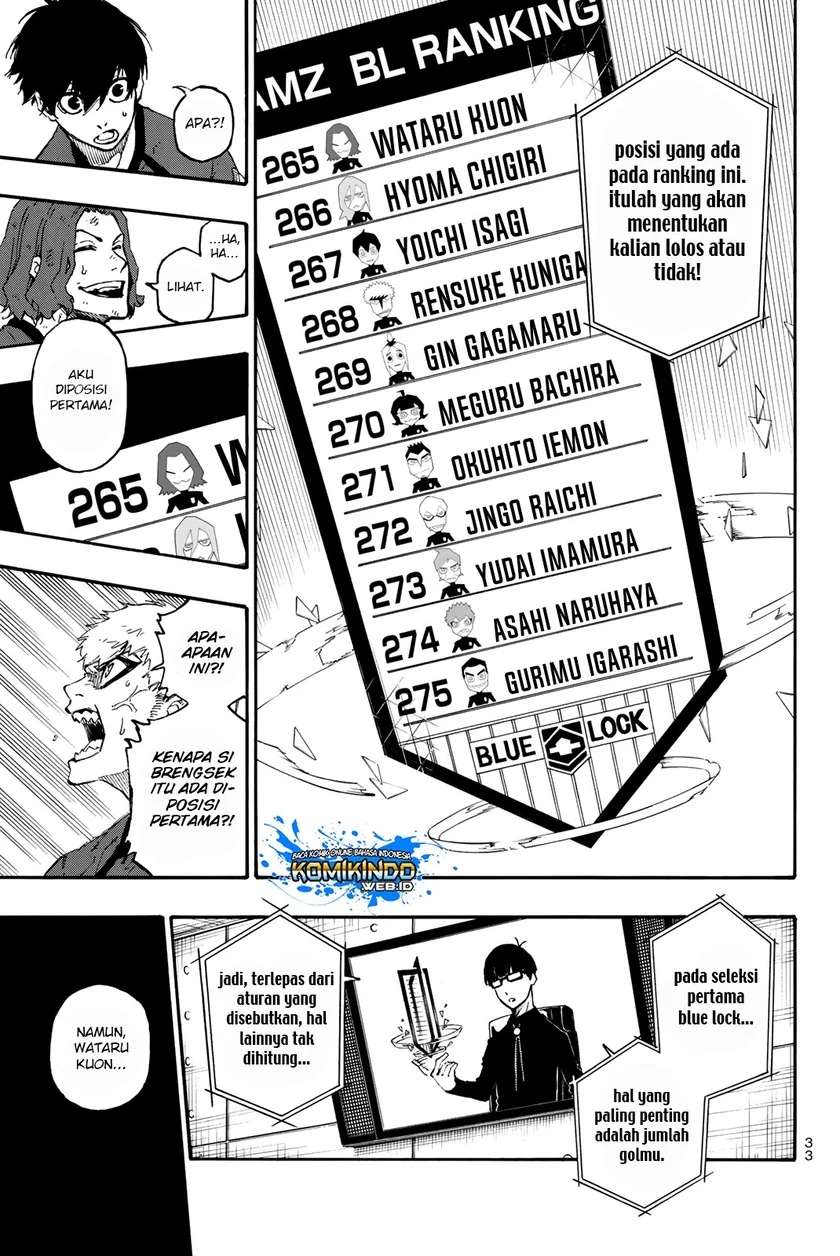 AMZ BL RANKING
265 WATARU KUON
266 HYOMA CHIGIRI
267 YOICHI ISAGI
268 RENSUKE KUNIGA
269 GIN GAGAMARU
270 MEGURU BACHIRA
271 OKUHITO IEMON
272 JINGO RAICHI
273 YUDAI IMAMURA
274 ASAHI NARUHAYA
275 GURIMU IGARASHI
BLUE LOCK
posisi yang ada
pada ranking ini.
itulah yang akan
menentukan
kalian lolos atau
tidak!
APA?!
...HA,
HA...
LIHAT.
AKU
DIPOSISI
PERTAMA!
265 W
APA-
APAAN
INI?!
KENAPA SI
BRENGSEK
ITU ADA DI-
POSISI
PERTAMA?!
BACA KOMIK ONLINE BAHASA INDONESIA
KOMIKINDO
WEB.ID
pada seleksi
pertama
blue lock...
hal yang
paling penting
adalah jumlah
golmu.
jadi, terlepas dari
aturan yang
disebutkan, hal
lainnya tak
dihitung...
NAMUN,
WATARU
KUON...
33